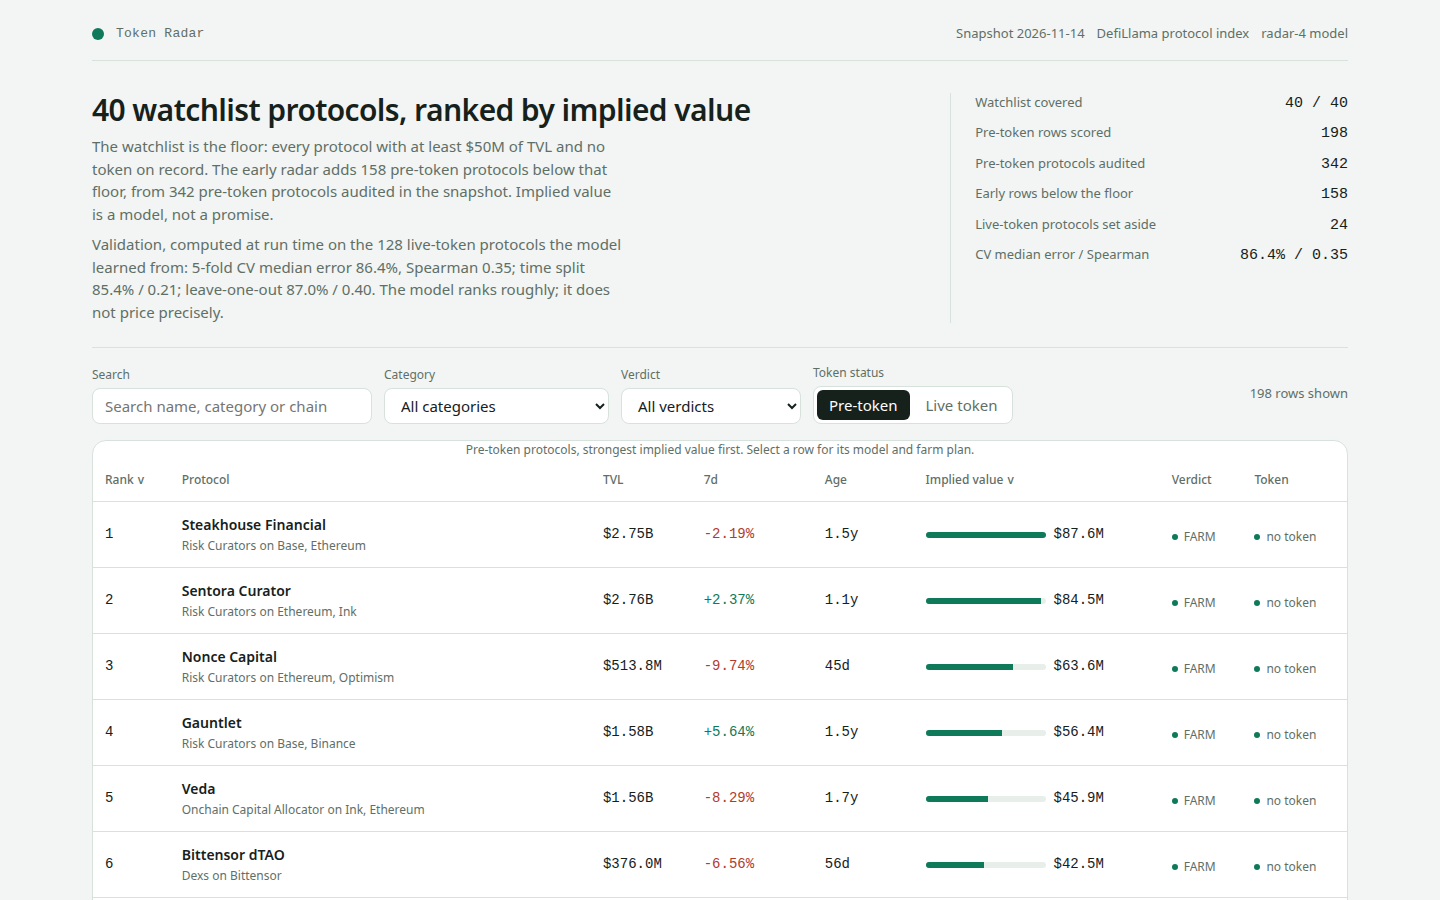 Token Radar
Snapshot 2026-11-14 DefiLlama protocol index radar-4 model
40 watchlist protocols, ranked by implied value
The watchlist is the floor: every protocol with at least $50M of TVL and no
token on record. The early radar adds 158 pre-token protocols below that
floor, from 342 pre-token protocols audited in the snapshot. Implied value
is a model, not a promise.
Validation, computed at run time on the 128 live-token protocols the model
learned from: 5-fold CV median error 86.4%, Spearman 0.35; time split
85.4% / 0.21; leave-one-out 87.0% / 0.40. The model ranks roughly; it does
not price precisely.
Watchlist covered 40 / 40
Pre-token rows scored 198
Pre-token protocols audited 342
Early rows below the floor 158
Live-token protocols set aside 24
CV median error / Spearman 86.4% / 0.35
Search Category Verdict Token status
Search name, category or chain All categories All verdicts Pre-token Live token
198 rows shown
Pre-token protocols, strongest implied value first. Select a row for its model and farm plan.
Rank v Protocol TVL 7d Age Implied value v Verdict Token
1 Steakhouse Financial $2.75B -2.19% 1.5y $87.6M FARM no token
Risk Curators on Base, Ethereum
2 Sentora Curator $2.76B +2.37% 1.1y $84.5M FARM no token
Risk Curators on Ethereum, Ink
3 Nonce Capital $513.8M -9.74% 45d $63.6M FARM no token
Risk Curators on Ethereum, Optimism
4 Gauntlet $1.58B +5.64% 1.5y $56.4M FARM no token
Risk Curators on Base, Binance
5 Veda $1.56B -8.29% 1.7y $45.9M FARM no token
Onchain Capital Allocator on Ink, Ethereum
6 Bittensor dTAO $376.0M -6.56% 56d $42.5M FARM no token
Dexs on Bittensor